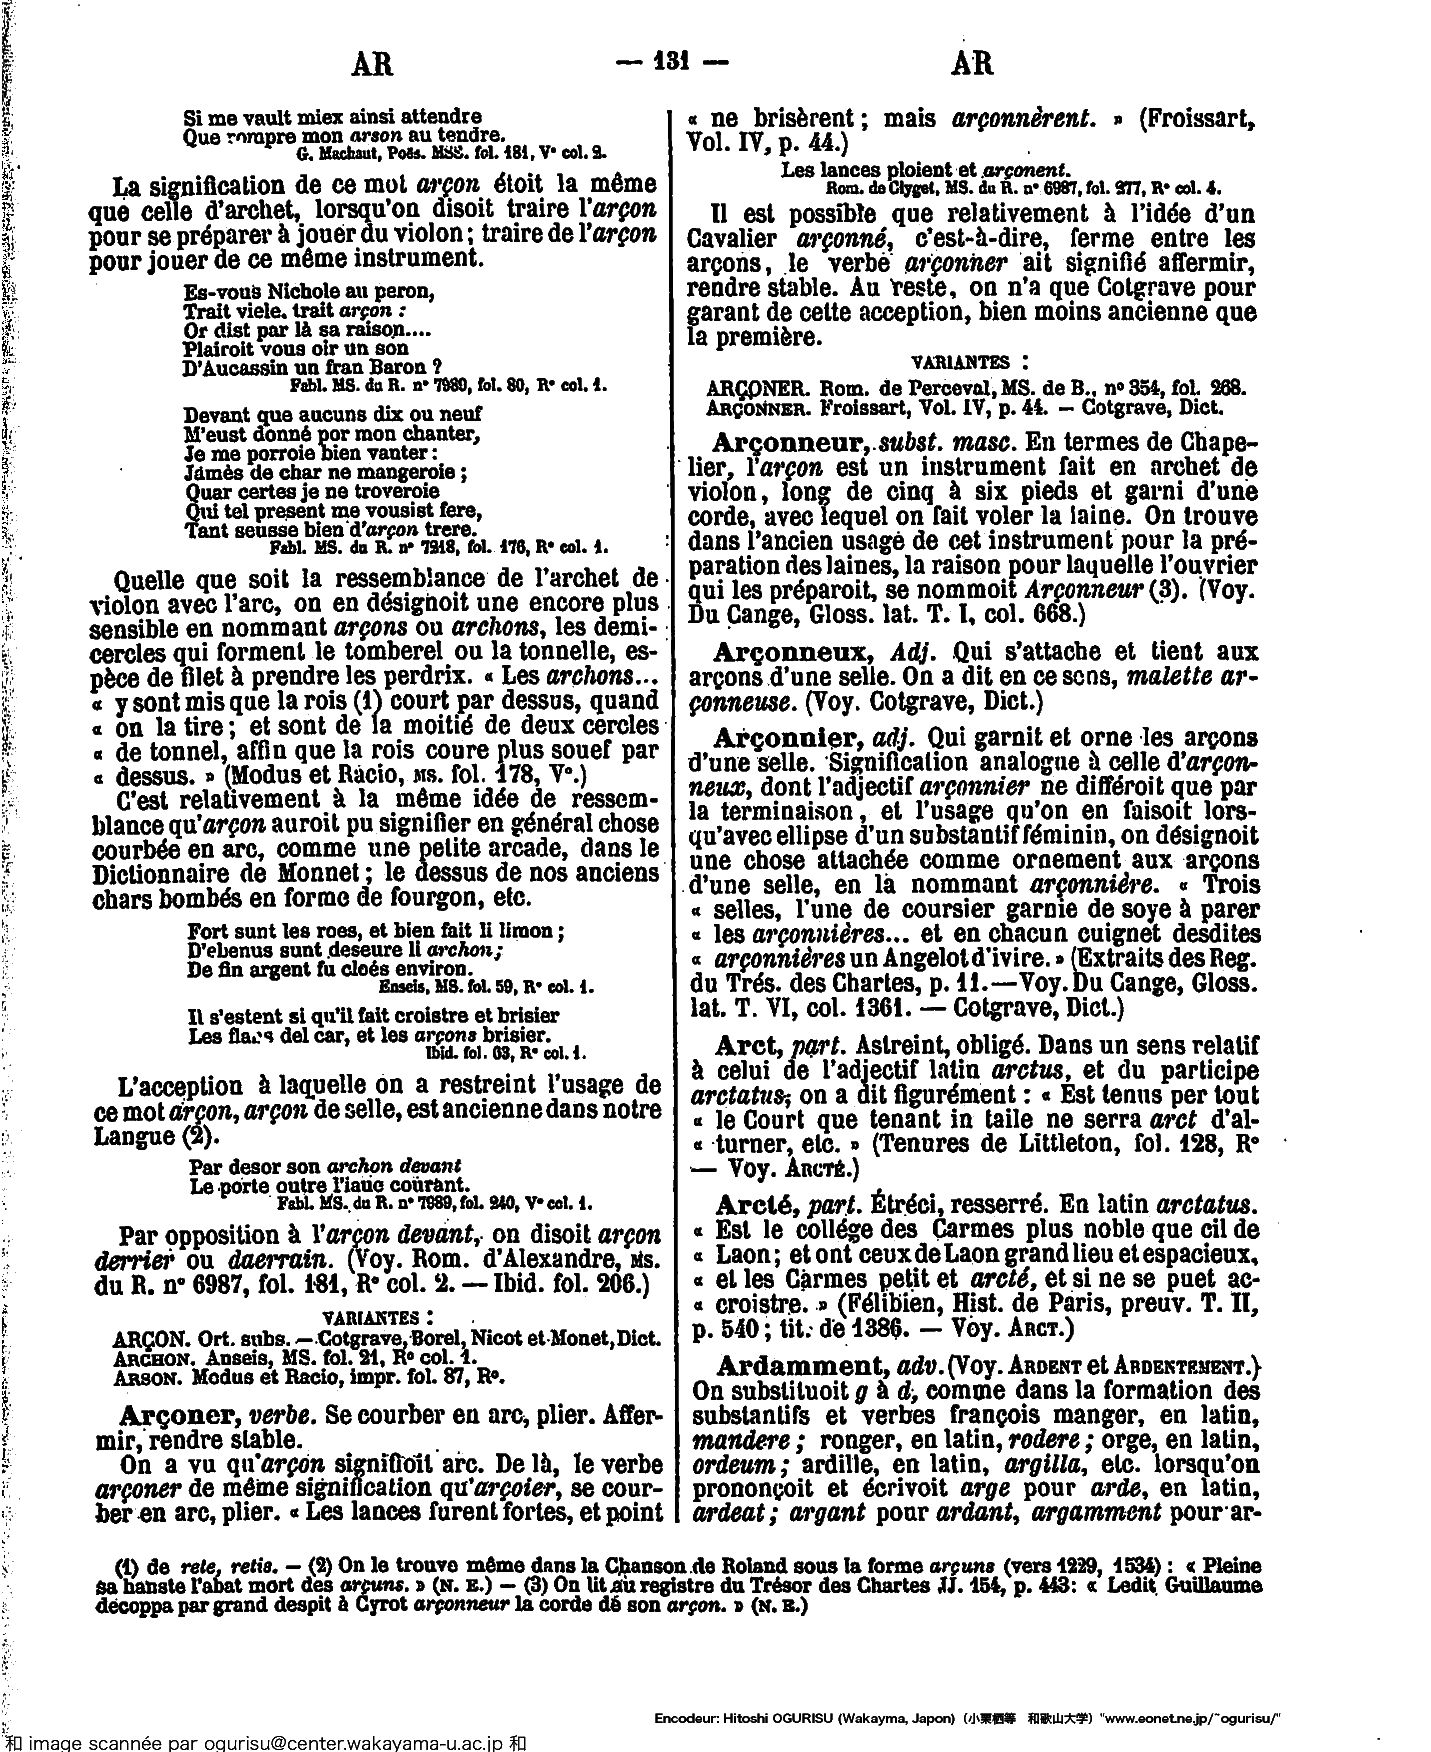 AR — 131 — AR
Si me vault miex ainsi attendre
Que rompre mon arson au tendre.
G. Machaut, Poës. MSS. fol. 181, V° col. 2.
La signification de ce mot arçon étoit la même
que celle d'archet, lorsqu'on disoit traire l'arçon
pour se préparer à jouer du violon; traire de l'arçon
pour jouer de ce même instrument.
Es-vous Nichole au peron,
Trait viele, trait arçon :
Or dist par là sa raison....
Plairoit vous oir un son
D'Aucassin un fran Baron ?
Fabl. MS. du R. n° 7989, fol. 80, R° col. 1.
Devant que aucuns dix ou neuf
M'eust donné por mon chanter,
Je me porroie bien vanter :
Jámès de char ne mangeroie ;
Quar certes je ne troveroie
Qui tel present me vousist fere,
Tant seusse bien d'arçon trere.
Fabl. MS. du R. n° 7218, fol. 176, R° col. 1.
Quelle que soit la ressemblance de l'archet de
violon avec l'arc, on en désignoit une encore plus
sensible en nommant arçons ou archons, les demi-
cercles qui forment le tomberel ou la tonnelle, es-
pèce de filet à prendre les perdrix. « Les archons...
« y sont mis que la rois (1) court par dessus, quand
« on la tire ; et sont de la moitié de deux cercles
« de tonnel, affin que la rois coure plus souef par
« dessus. » (Modus et Racio, MS. fol. 178, V°.)
C'est relativement à la même idée de ressem-
blance qu'arçon auroit pu signifier en général chose
courbée en arc, comme une petite arcade, dans le
Dictionnaire de Monnet ; le dessus de nos anciens
chars bombés en forme de fourgon, etc.
Fort sunt les roes, et bien fait li limon ;
D'ebenus sunt deseure li archon;
De fin argent fu cloés environ.
Enseis, MS. fol. 59, R° col. 1.
Il s'estent si qu'il fait croistre et brisier
Les flacs del car, et les arçons brisier.
Ibid. fol. 63, R° col. 1.
L'acception à laquelle on a restreint l'usage de
ce mot arçon, arçon de selle, est ancienne dans notre
Langue (2).
Par desor son archon devant
Le porte outre l'iauc courant.
Fabl. MS. du R. n° 7989, fol. 240, V° col. 1.
Par opposition à l'arçon devant, on disoit arçon
derrier ou daerrain. (Voy. Rom. d'Alexandre, MS.
du R. n° 6987, fol. 181, R° col. 2. — Ibid. fol. 206.)
VARIANTES :
ARÇON. Ort. subs. — Cotgrave, Borel, Nicot et Monet, Dict.
ARCHON. Anseis, MS. fol. 21, R° col. 1.
ARSON. Modus et Racio, impr. fol. 87, R°.
Arçoner, verbe. Se courber en arc, plier. Affer-
mir, rendre stable.
On a vu qu'arçon signifioit arc. De là, le verbe
arçoner de même signification qu'arçoier, se cour-
ber en arc, plier. « Les lances furent fortes, et point
« ne brisèrent ; mais arçonnèrent. » (Froissart,
Vol. IV, p. 44.)
Les lances ploient et arçonent.
Rom. de Clyget, MS. du R. n° 6987, fol. 277, R° col. 4.
Il est possible que relativement à l'idée d'un
Cavalier arçonné, c'est-à-dire, ferme entre les
arçons, le verbe arçonner ait signifié affermir,
rendre stable. Au reste, on n'a que Cotgrave pour
garant de cette acception, bien moins ancienne que
la première.
VARIANTES :
ARÇONER. Rom. de Perceval, MS. de B., n° 354, fol. 268.
ARÇONNER. Froissart, Vol. IV, p. 44. — Cotgrave, Dict.
Arçonneur, subst. masc. En termes de Chape-
lier, l'arçon est un instrument fait en archet de
violon, long de cinq à six pieds et garni d'une
corde, avec lequel on fait voler la laine. On trouve
dans l'ancien usage de cet instrument pour la pré-
paration des laines, la raison pour laquelle l'ouvrier
qui les préparoit, se nommoit Arçonneur (3). (Voy.
Du Cange, Gloss. lat. T. I, col. 668.)
Arçonneux, Adj. Qui s'attache et tient aux
arçons d'une selle. On a dit en ce sens, malette ar-
çonneuse. (Voy. Cotgrave, Dict.)
Arçonnier, adj. Qui garnit et orne les arçons
d'une selle. Signification analogue à celle d'arçon-
neux, dont l'adjectif arçonnier ne différoit que par
la terminaison, et l'usage qu'on en faisoit lors-
qu'avec ellipse d'un substantif féminin, on désignoit
une chose attachée comme ornement aux arçons
d'une selle, en la nommant arçonnière. « Trois
« selles, l'une de coursier garnie de soye à parer
« les arçonnières... et en chacun cuignet desdites
« arçonnières un Angelot d'ivire. » (Extraits des Reg.
du Trés. des Chartes, p. 11. — Voy. Du Cange, Gloss.
lat. T. VI, col. 1361. — Cotgrave, Dict.)
Arct, part. Astreint, obligé. Dans un sens relatif
à celui de l'adjectif latin arctus, et du participe
arctatus, on a dit figurément : « Est tenus per tout
« le Court que tenant in taile ne serra arct d'al-
« turner, etc. » (Tenures de Littleton, fol. 128, R°
— Voy. ARCTÉ.)
Arcté, part. Étréci, resserré. En latin arctatus.
« Est le collége des Carmes plus noble que cil de
« Laon; et ont ceux de Laon grand lieu et espacieux,
« et les Carmes petit et arcté, et si ne se puet ac-
« croistre. » (Félibien, Hist. de Paris, preuv. T. II,
p. 540 ; tit. de 1386. — Voy. ARCT.)
Ardamment, adv. (Voy. ARDENT et ARDENTEMENT.)
On substituoit g à d, comme dans la formation des
substantifs et verbes françois manger, en latin,
mandere ; ronger, en latin, rodere ; orge, en latin,
ordeum ; ardille, en latin, argilla, etc. lorsqu'on
prononçoit et écrivoit arge pour arde, en latin,
ardeat ; argant pour ardant, argamment pour ar-
(1) de rete, retis. — (2) On le trouve même dans la Chanson de Roland sous la forme arçuns (vers 1229, 1534) : « Pleine
sa hanste l'abat mort des arçuns. » (N. E.) — (3) On lit au registre du Trésor des Chartes JJ. 154, p. 443: « Ledit Guillaume
decoppa par grand despit à Cyrot arçonneur la corde dé son arçon. » (N. E.)
Encodeur: Hitoshi OGURISU (Wakayma, Japon) (小栗栖等 和歌山大学) "www.eonet.ne.jp/~ogurisu/"
和 image scannée par ogurisu@center.wakayama-u.ac.jp 和